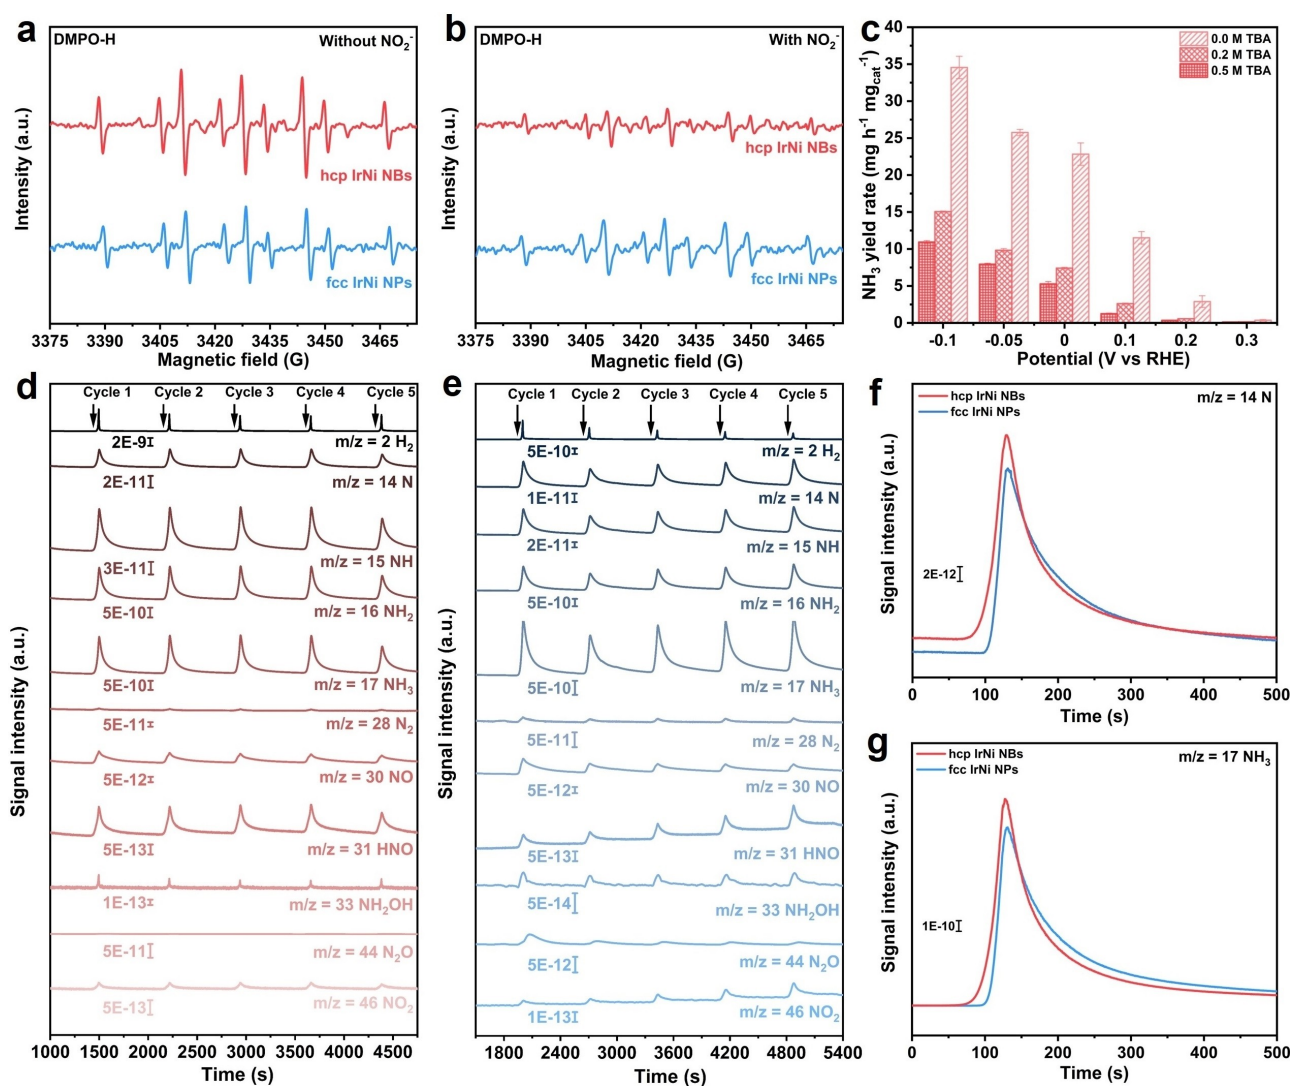 a
DMPO-H
Without NO₂⁻
hcp IrNi NBs
fcc IrNi NPs
Intensity (a.u.)
3375 3390 3405 3420 3435 3450 3465
Magnetic field (G)
b
DMPO-H
With NO₂⁻
hcp IrNi NBs
fcc IrNi NPs
Intensity (a.u.)
3375 3390 3405 3420 3435 3450 3465
Magnetic field (G)
c
0.0 M TBA
0.2 M TBA
0.5 M TBA
NH₃ yield rate (mg h⁻¹ mg_cat⁻¹)
40
35
30
25
20
15
10
5
0
-0.1 -0.05 0 0.1 0.2 0.3
Potential (V vs RHE)
d
Cycle 1 Cycle 2 Cycle 3 Cycle 4 Cycle 5
2E-9 m/z = 2 H₂
2E-11 m/z = 14 N
3E-11 m/z = 15 NH
5E-10 m/z = 16 NH₂
5E-10 m/z = 17 NH₃
5E-11 m/z = 28 N₂
5E-12 m/z = 30 NO
5E-13 m/z = 31 HNO
1E-13 m/z = 33 NH₂OH
5E-11 m/z = 44 N₂O
5E-13 m/z = 46 NO₂
Signal intensity (a.u.)
1000 1500 2000 2500 3000 3500 4000 4500
Time (s)
e
Cycle 1 Cycle 2 Cycle 3 Cycle 4 Cycle 5
5E-10 m/z = 2 H₂
1E-11 m/z = 14 N
2E-11 m/z = 15 NH
5E-10 m/z = 16 NH₂
5E-10 m/z = 17 NH₃
5E-11 m/z = 28 N₂
5E-12 m/z = 30 NO
5E-13 m/z = 31 HNO
5E-14 m/z = 33 NH₂OH
5E-12 m/z = 44 N₂O
1E-13 m/z = 46 NO₂
Signal intensity (a.u.)
1800 2400 3000 3600 4200 4800 5400
Time (s)
f
hcp IrNi NBs
fcc IrNi NPs
m/z = 14 N
2E-12
Signal intensity (a.u.)
0 100 200 300 400 500
Time (s)
g
hcp IrNi NBs
fcc IrNi NPs
m/z = 17 NH₃
1E-10
Signal intensity (a.u.)
0 100 200 300 400 500
Time (s)